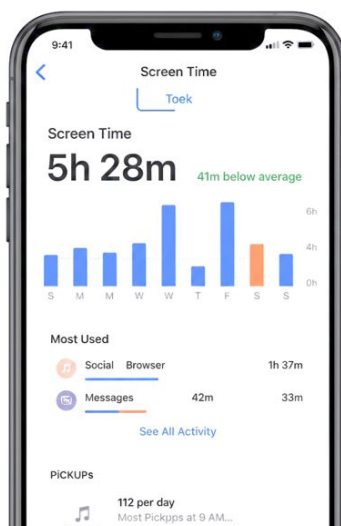 9:41
Screen Time
Toek
Screen Time
5h 28m 41m below average
6h
4h
0h
S M M W W T F S S
Most Used
Social Browser 1h 37m
Messages 42m 33m
See All Activity
PiCKUPs
112 per day
Most Pickpps at 9 AM...